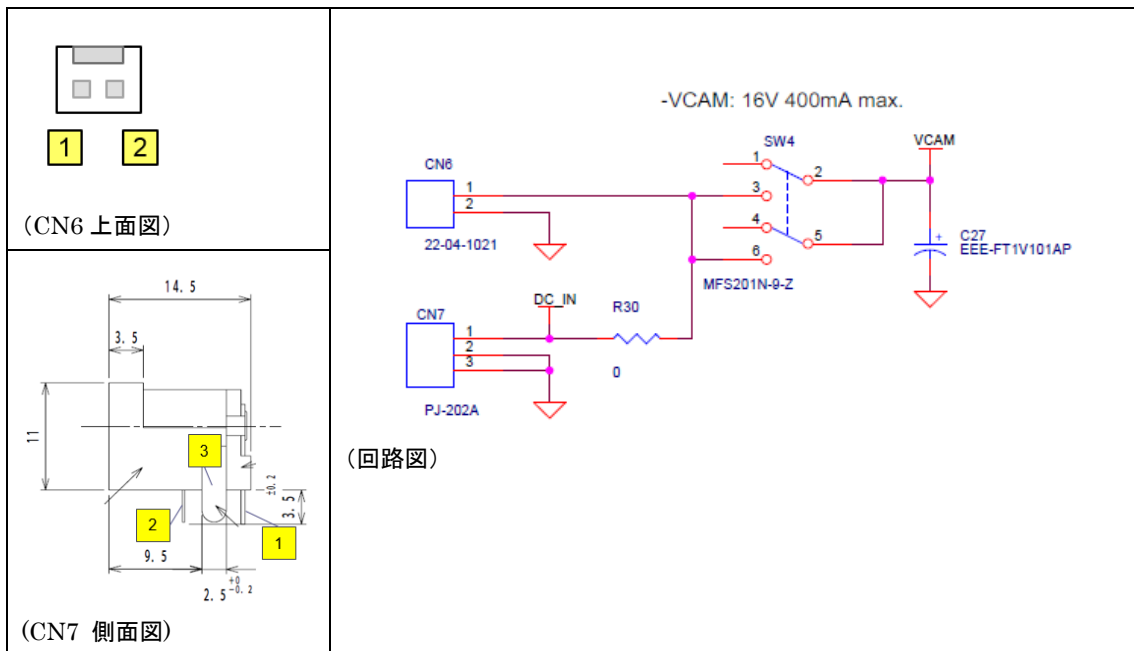 1 2
(CN6 上面図)
14. 5
3. 5
11
3
±0. 2
3. 5
2
1
9. 5
2. 5 +0 -0. 2
(CN7 側面図)
-VCAM: 16V 400mA max.
SW4
VCAM
1
2
CN6
1
3
2
4
5
C27
+
EEE-FT1V101AP
22-04-1021
6
MFS201N-9-Z
DC_IN
R30
CN7
1
2
3
0
PJ-202A
(回路図)